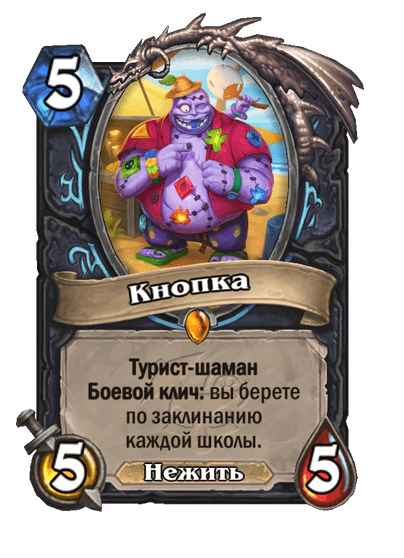 5
Кнопка
Турист-шаман
Боевой клич: вы берете
по заклинанию
каждой школы.
5
Нежить
5